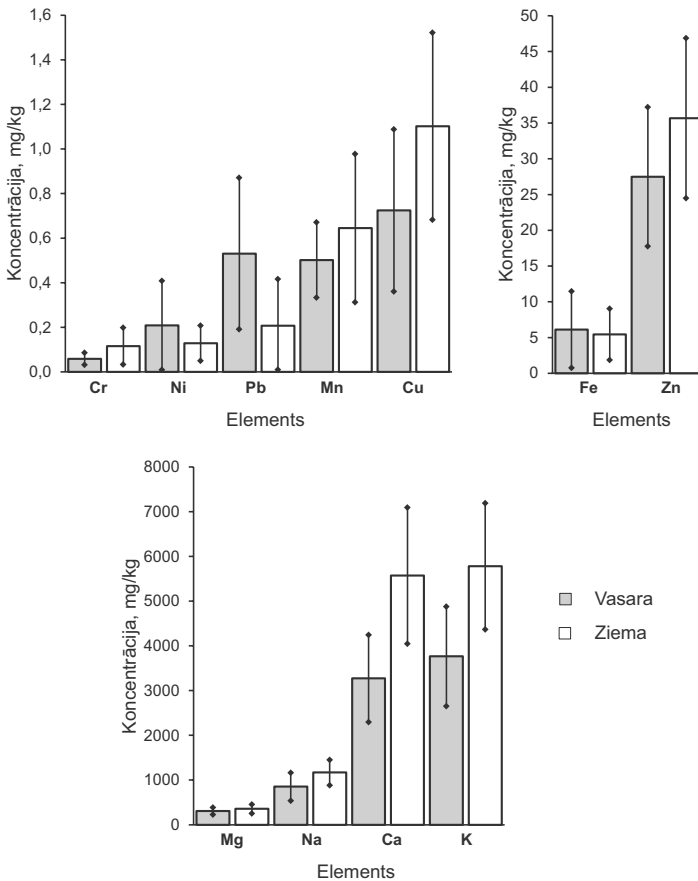 1,6
1,4
1,2
1,0
0,8
0,6
0,4
0,2
0,0
Koncentrācija, mg/kg
Cr Ni Pb Mn Cu
Elements
50
45
40
35
30
25
20
15
10
5
0
Koncentrācija, mg/kg
Fe Zn
Elements
8000
7000
6000
5000
4000
3000
2000
1000
0
Koncentrācija, mg/kg
Mg Na Ca K
Elements
Vasara
Ziema